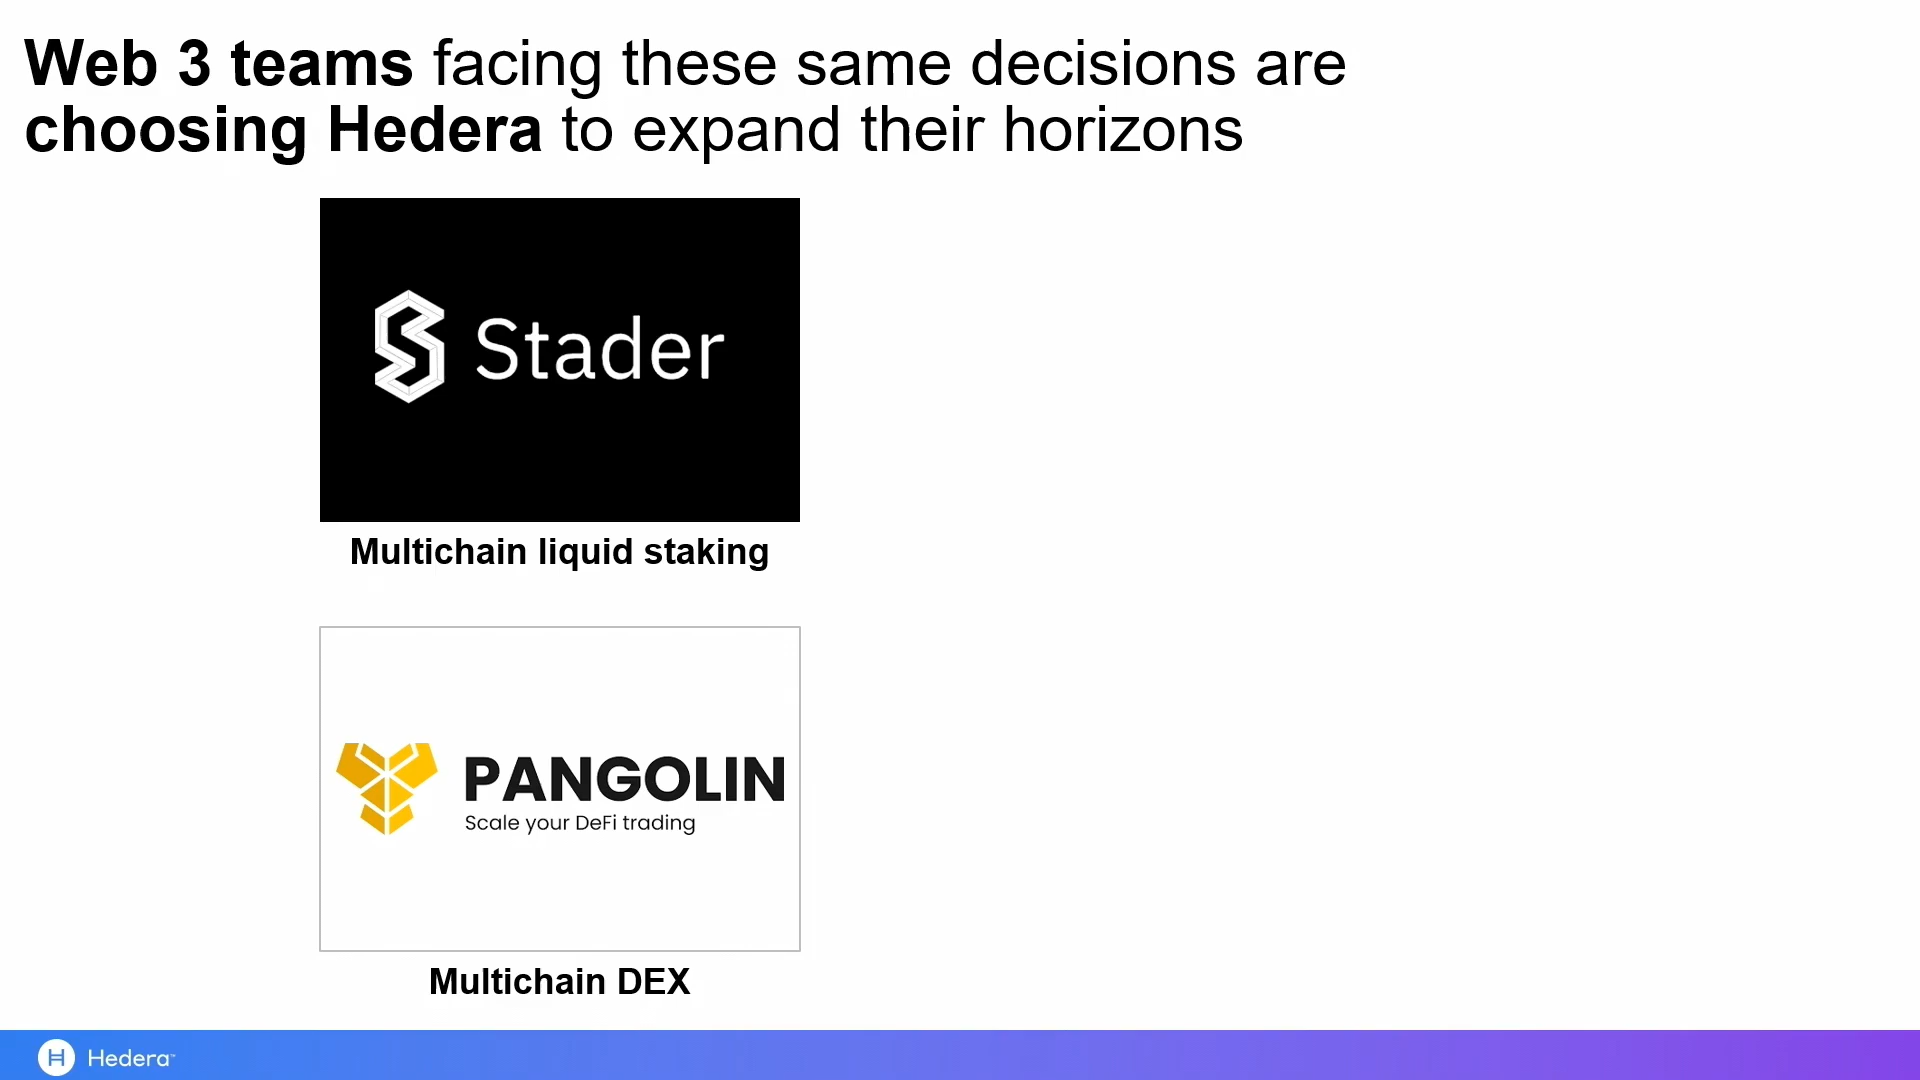 Web 3 teams facing these same decisions are
choosing Hedera to expand their horizons
Stader
Multichain liquid staking
PANGOLIN
Scale your DeFi trading
Multichain DEX
H Hedera™